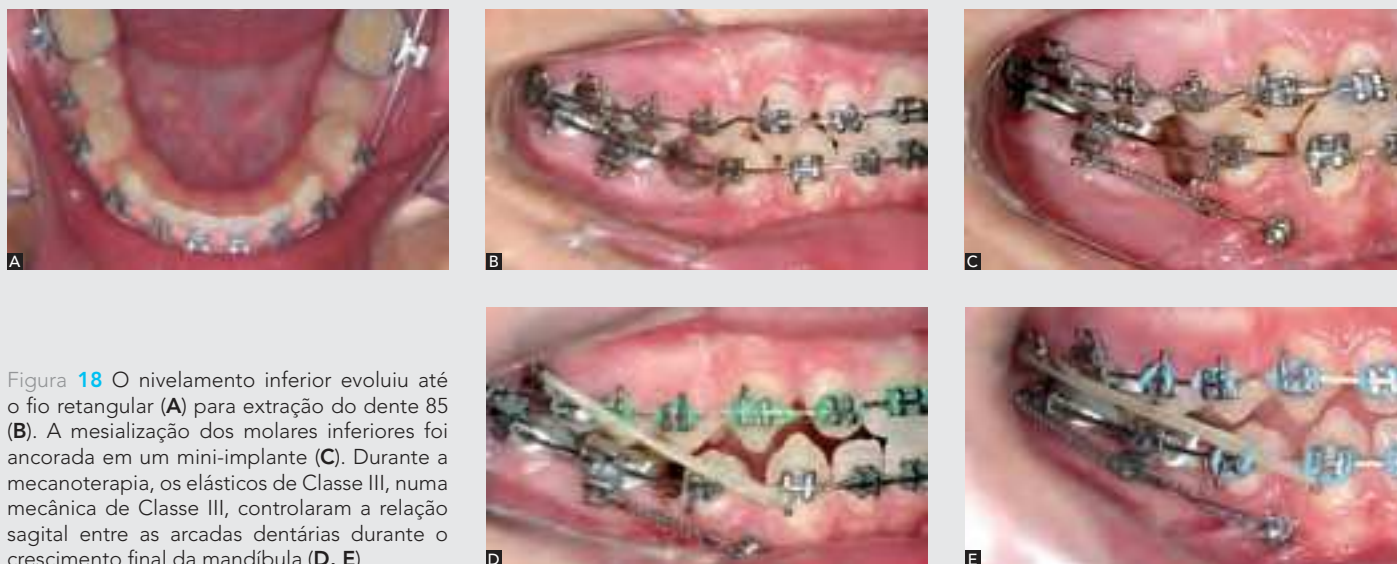 A
B
C
Figura 18 O nivelamento inferior evoluiu até
o fio retangular (A) para extração do dente 85
(B). A mesialização dos molares inferiores foi
ancorada em um mini-implante (C). Durante a
mecanoterapia, os elásticos de Classe III, numa
mecânica de Classe III, controlaram a relação
sagital entre as arcadas dentárias durante o
crescimento final da mandíbula (D, E)
D
E